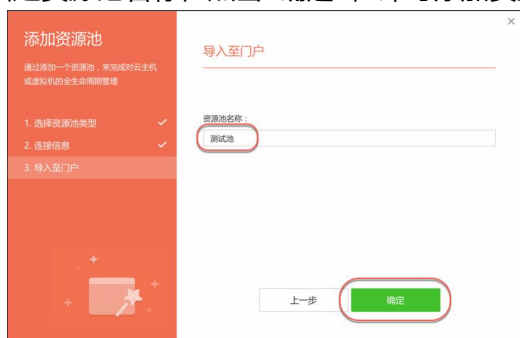 添加资源池
通过添加一个资源池，来完成对云主机
或虚拟机的全生命周期管理
1. 选择资源池类型
2. 连接信息
3. 导入至门户
导入至门户
资源池名称：
测试池
上一步
确定